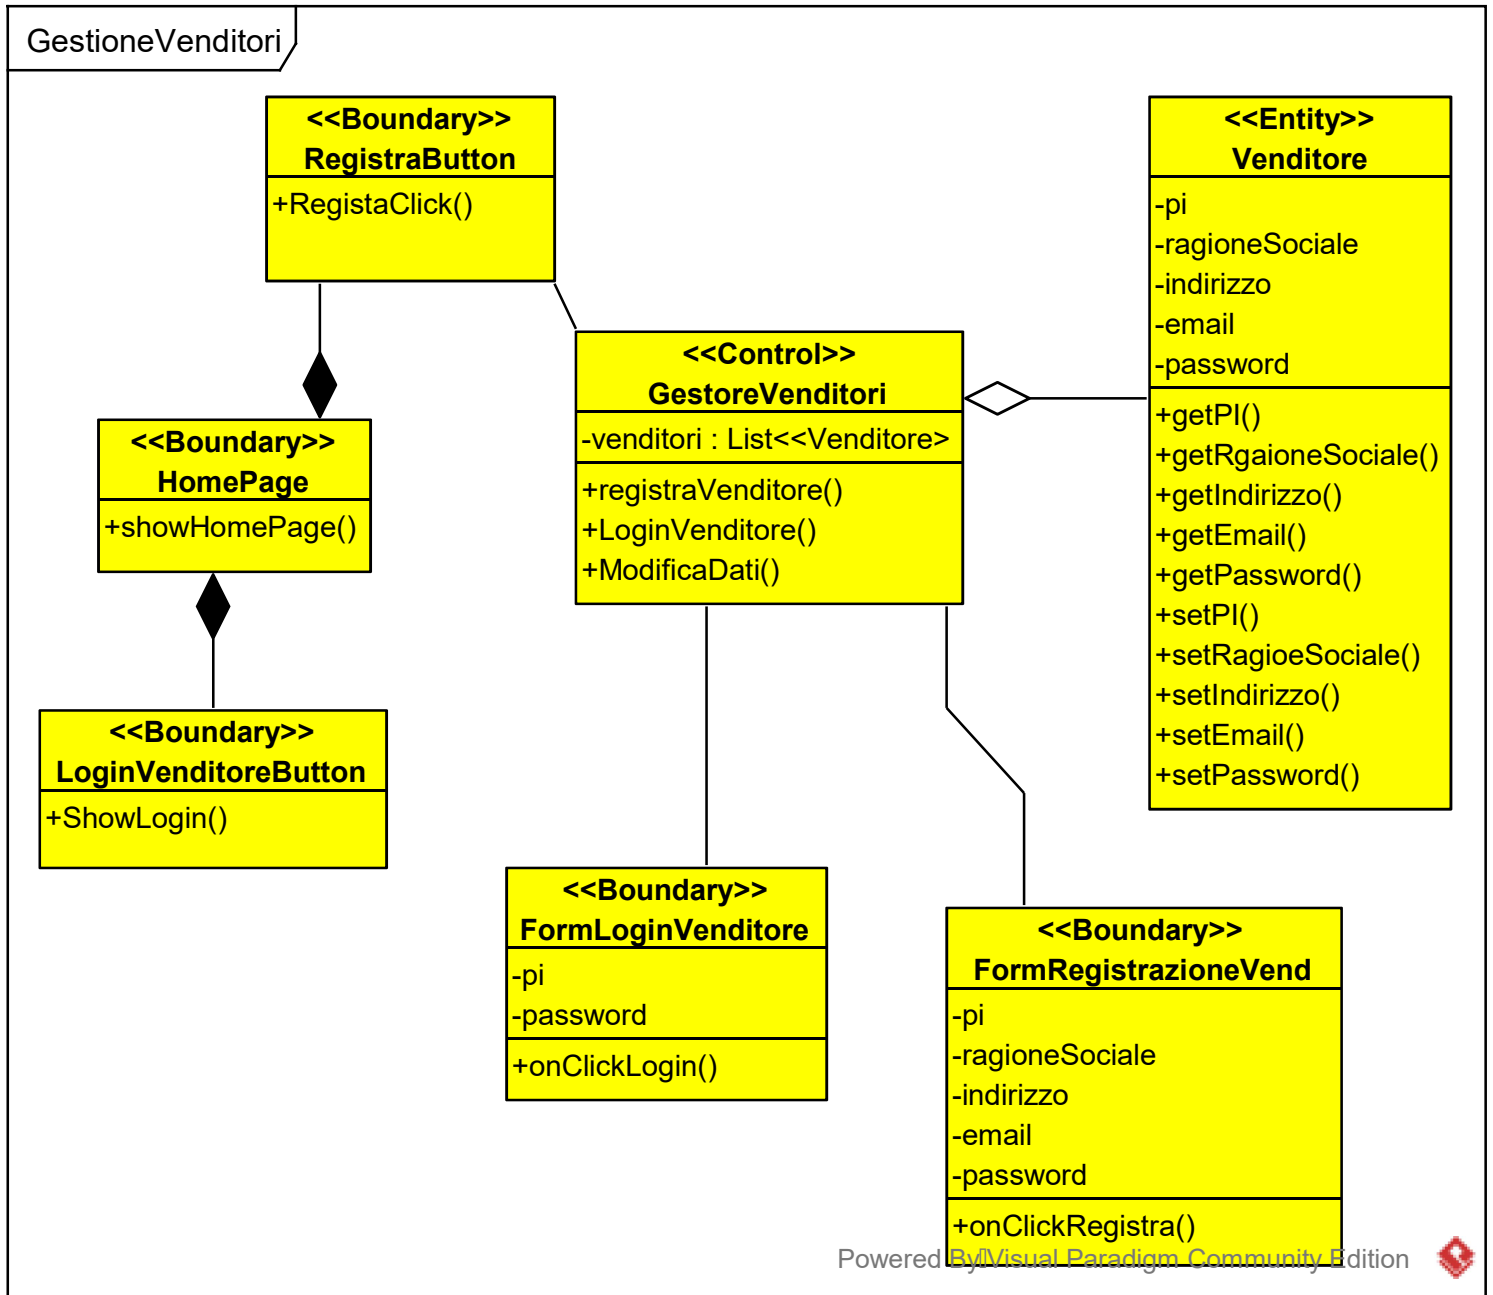 GestioneVenditori
<<Boundary>>
RegistraButton
+RegistaClick()
<<Entity>>
Venditore
-pi
-ragioneSociale
-indirizzo
-email
-password
+getPI()
+getRgaioneSociale()
+getIndirizzo()
+getEmail()
+getPassword()
+setPI()
+setRagioeSociale()
+setIndirizzo()
+setEmail()
+setPassword()
<<Control>>
GestoreVenditori
-venditori : List<<Venditore>
+registraVenditore()
+LoginVenditore()
+ModificaDati()
<<Boundary>>
HomePage
+showHomePage()
<<Boundary>>
LoginVenditoreButton
+ShowLogin()
<<Boundary>>
FormLoginVenditore
-pi
-password
+onClickLogin()
<<Boundary>>
FormRegistrazioneVend
-pi
-ragioneSociale
-indirizzo
-email
-password
+onClickRegistra()
Powered By Visual Paradigm Community Edition